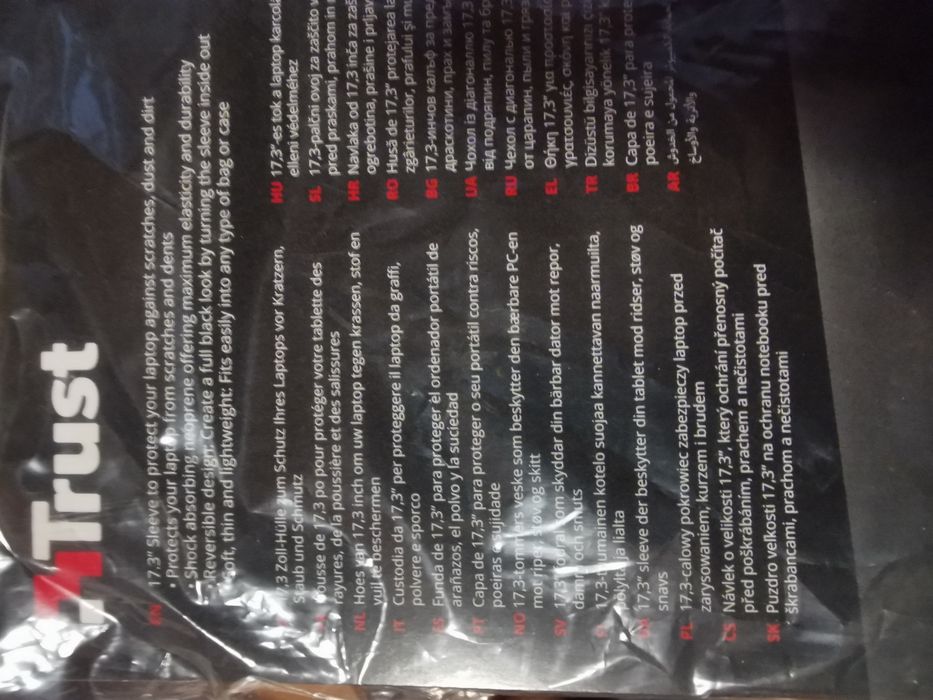 Trust
EN 17.3" Sleeve to protect your laptop against scratches, dust and dirt
• Protects your laptop from scratches and dents
• Shock absorbing neoprene offering maximum elasticity and durability
• Reversible design: Create a full black look by turning the sleeve inside out
Soft, thin and lightweight: Fits easily into any type of bag or case
17,3 Zoll-Hülle zum Schutz Ihres Laptops vor Kratzern,
Staub und Schmutz
Housse de 17,3 po pour protéger votre tablette des
rayures, de la poussière et des salissures
NL Hoes van 17,3 inch om uw laptop tegen krassen, stof en
vuil te beschermen
IT Custodia da 17,3" per proteggere il laptop da graffi,
polvere e sporco
ES Funda de 17,3" para proteger el ordenador portátil de
arañazos, el polvo y la suciedad
PT Capa de 17,3" para proteger o seu portátil contra riscos,
poeiras e sujidade
NO 17,3-tommers veske som beskytter den bærbare PC-en
mot riper, støv og skitt
SV 17,3" fodral som skyddar din bärbar dator mot repor,
damm och smuts
17,3-tuumainen kotelo suojaa kannettavan naarmuilta,
pölyltä ja lialta
17,3" sleeve der beskytter din tablet mod ridser, støv og
snavs
PL 17,3-calowy pokrowiec zabezpieczy laptop przed
zarysowaniem, kurzem i brudem
CS Návlek o velikosti 17,3", který ochrání přenosný počítač
před poškrábáním, prachem a nečistotami
SK Puzdro veľkosti 17,3" na ochranu notebooku pred
škrabancami, prachom a nečistotami
HU 17,3"-es tok a laptop karcolá
elleni védelméhez
SL 17,3-palčni ovoj za zaščito
pred praskami, prahom in
HR Navlaka od 17,3 inča za zaš
ogrebotina, prašine i prljav
RO Husă de 17,3" protejarea la
zgârieturilor, prafului și mu
BG 17,3-инчов калъф за пред
драскотини, прах и замъ
UA Чохол із діагоналлю 17,3
від подряпин, пилу та бр
RU Чехол с диагональю 17,3
от царапин, пыли и гряз
EL Θήκη 17,3" για προστασία
γρατσουνιές, σκόνη και ρύπ
TR Dizüstü bilgisayarınızı çiz
korumaya yönelik 17,3"
BR Capa de 17,3" para prote
poeira e sujeira
AR
والأتربة والأوساخ